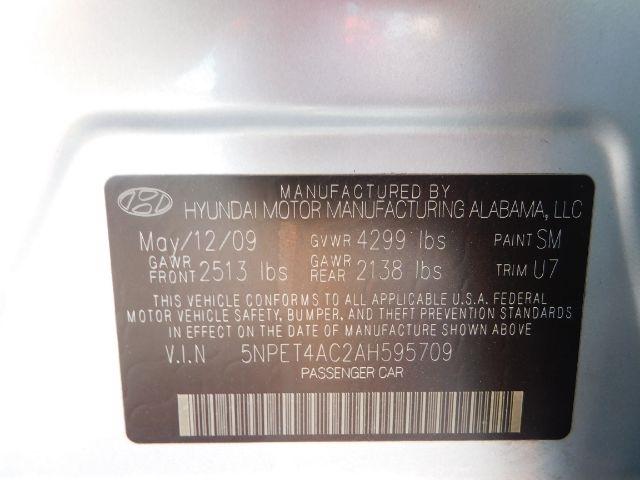 MANUFACTURED BY
HYUNDAI MOTOR MANUFACTURING ALABAMA, LLC
May/12/09 GVWR 4299 lbs PAINT SM
GAWR FRONT 2513 lbs GAWR REAR 2138 lbs TRIM U7
THIS VEHICLE CONFORMS TO ALL APPLICABLE U.S.A. FEDERAL
MOTOR VEHICLE SAFETY, BUMPER, AND THEFT PREVENTION STANDARDS
IN EFFECT ON THE DATE OF MANUFACTURE SHOWN ABOVE
V.I.N 5NPET4AC2AH595709
PASSENGER CAR